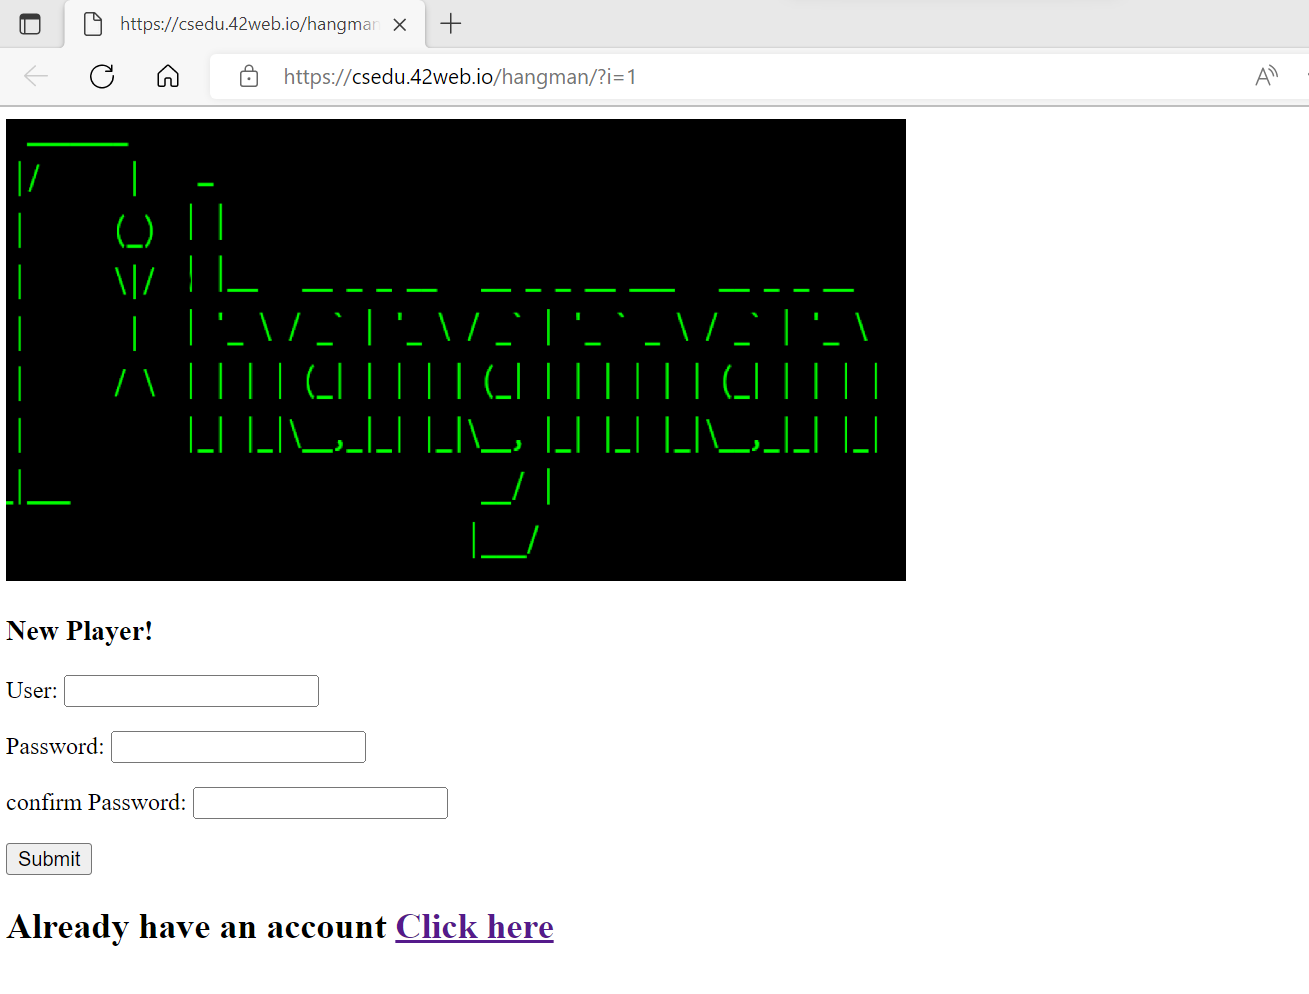 https://csedu.42web.io/hangman
https://csedu.42web.io/hangman/?i=1
hangman
New Player!
User:
Password:
confirm Password:
Submit
Already have an account Click here